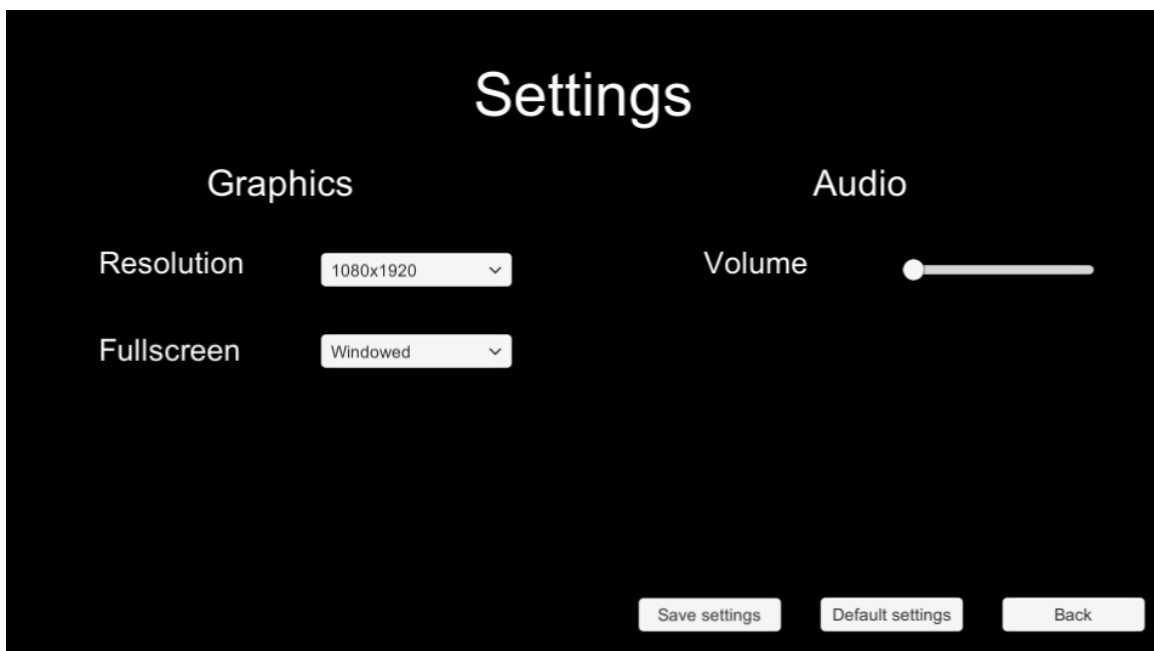 Settings
Graphics
Audio
Resolution
1080x1920
Volume
Fullscreen
Windowed
Save settings
Default settings
Back